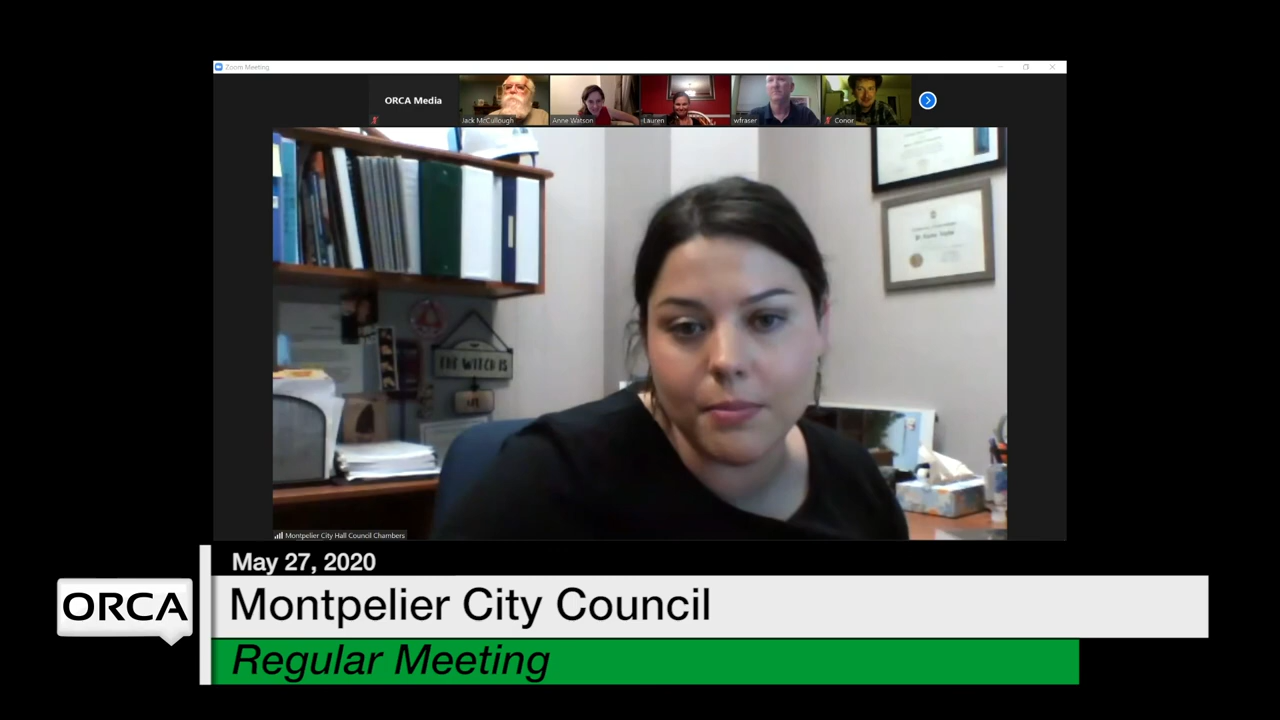 Zoom Meeting
ORCA Media
Jack McCullough
Anne Watson
Lauren
wfraser
Conor
THE WITCH IS
Montpelier City Hall Council Chambers
May 27, 2020
ORCA
Montpelier City Council
Regular Meeting